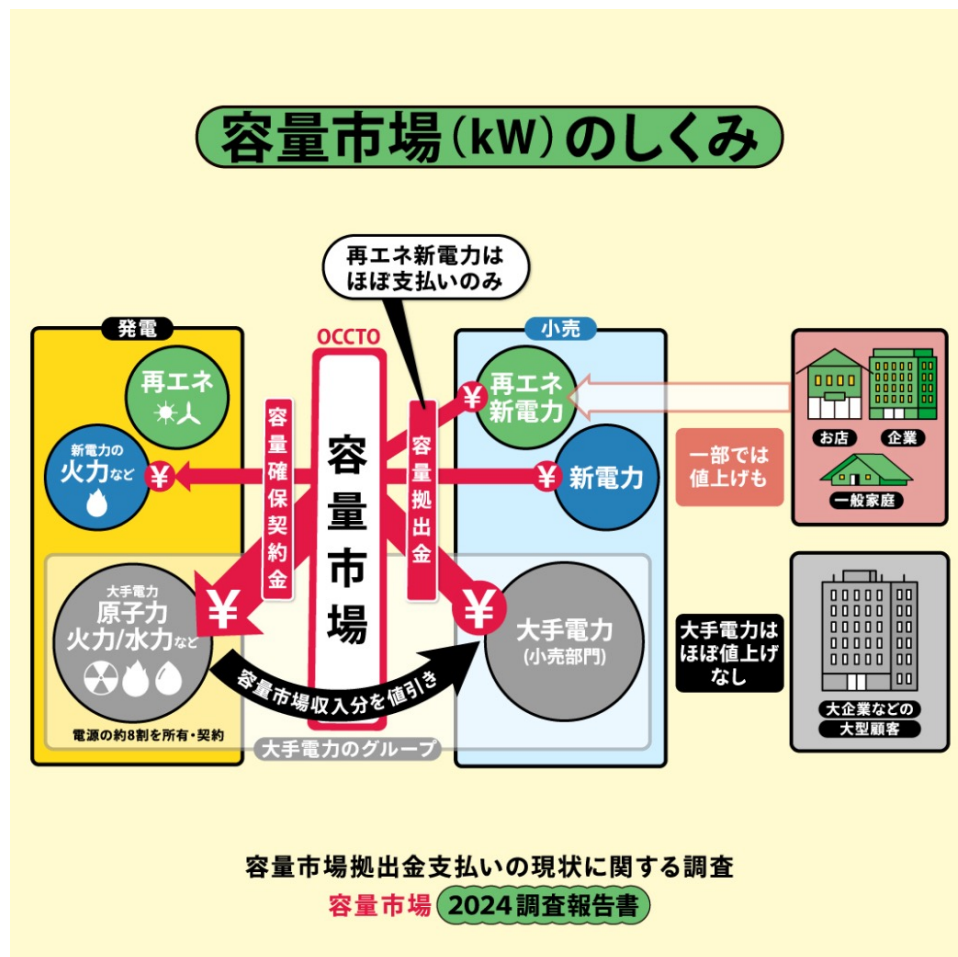 容量市場(kW)のしくみ
再エネ新電力は
ほぼ支払いのみ
発電
OCCTO
小売
再エネ
新電力の
火力など
¥
容量確保契約金
容量市場
容量拠出金
¥
再エネ
新電力
¥
新電力
お店
企業
一般家庭
一部では
値上げも
大手電力
原子力
火力/水力など
¥
¥
大手電力
(小売部門)
容量市場収入分を値引き
電源の約8割を所有・契約
大手電力のグループ
大手電力は
ほぼ値上げ
なし
大企業などの
大型顧客
容量市場拠出金支払いの現状に関する調査
容量市場 2024調査報告書